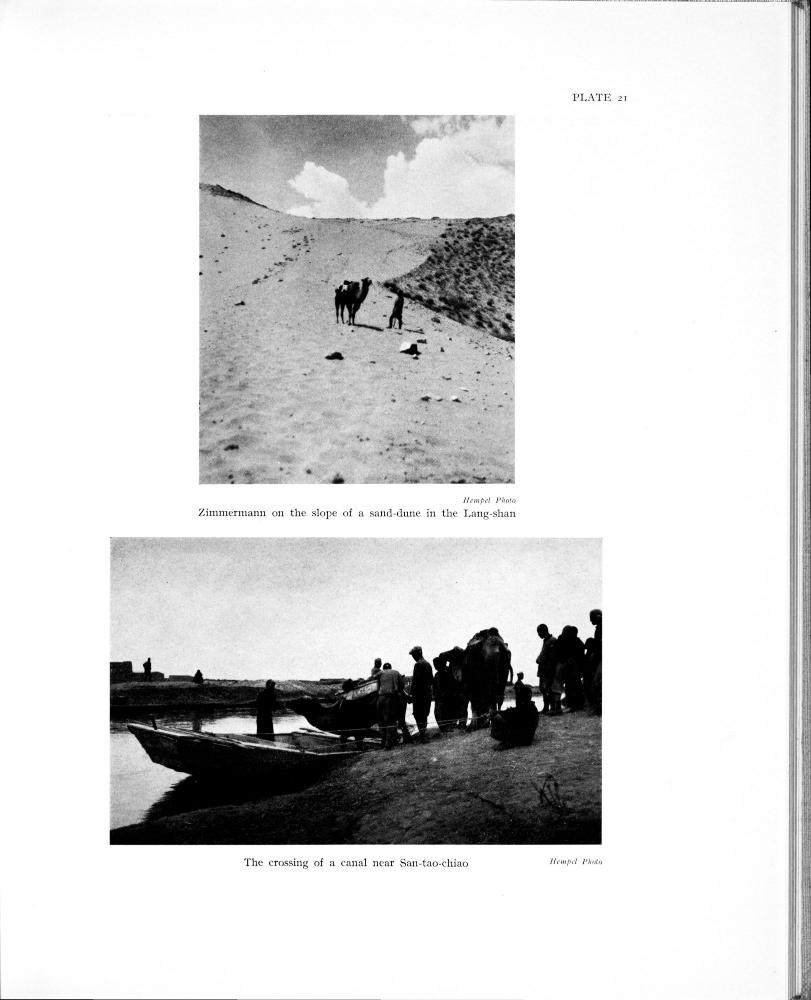 PLATE 21
Hempel Photo
Zimmermann on the slope of a sand-dune in the Lang-shan
The crossing of a canal near San-tao-chiao
Hempel Photo